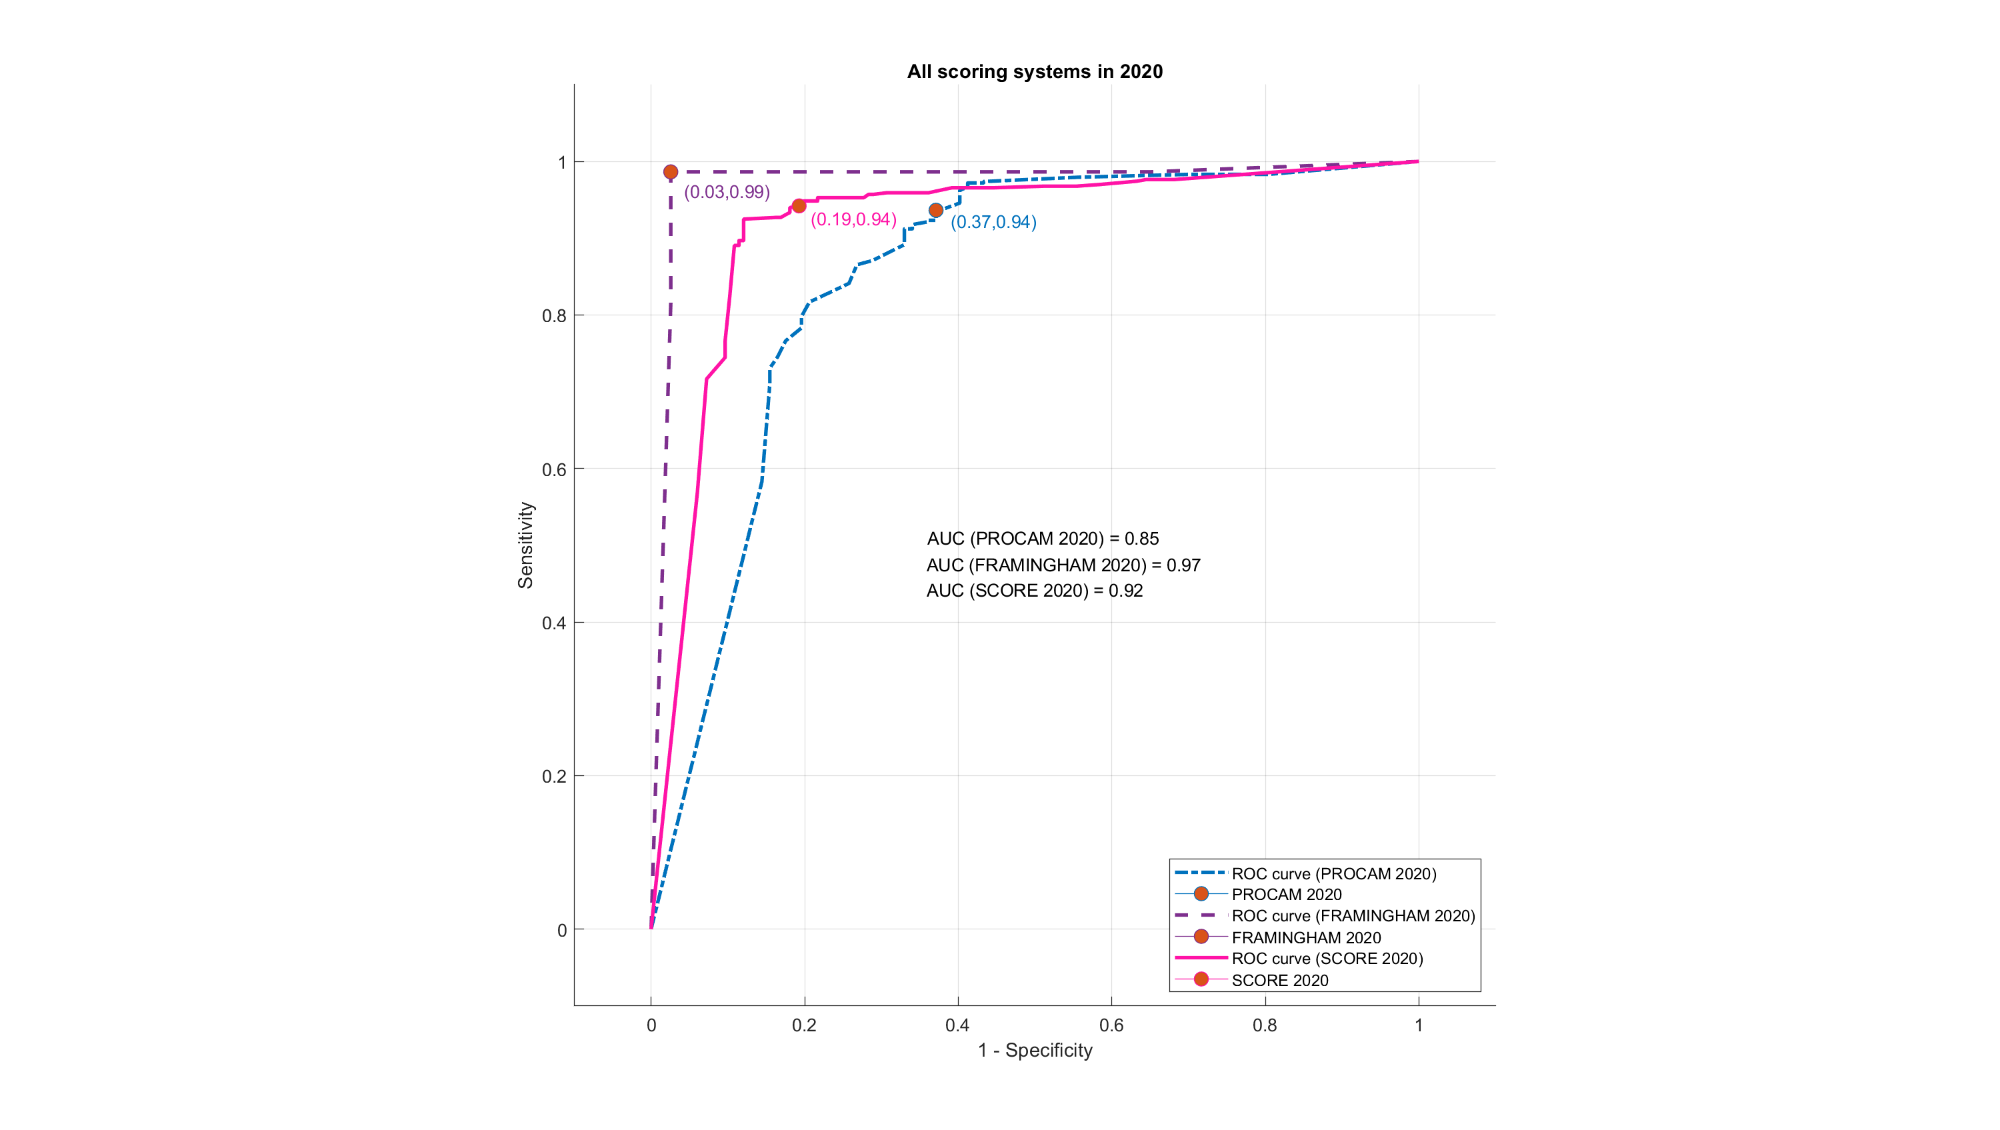 All scoring systems in 2020
1
0.8
0.6
0.4
0.2
0
Sensitivity
(0.03,0.99)
(0.19,0.94)
(0.37,0.94)
AUC (PROCAM 2020) = 0.85
AUC (FRAMINGHAM 2020) = 0.97
AUC (SCORE 2020) = 0.92
ROC curve (PROCAM 2020)
PROCAM 2020
ROC curve (FRAMINGHAM 2020)
FRAMINGHAM 2020
ROC curve (SCORE 2020)
SCORE 2020
0 0.2 0.4 0.6 0.8 1
1 - Specificity